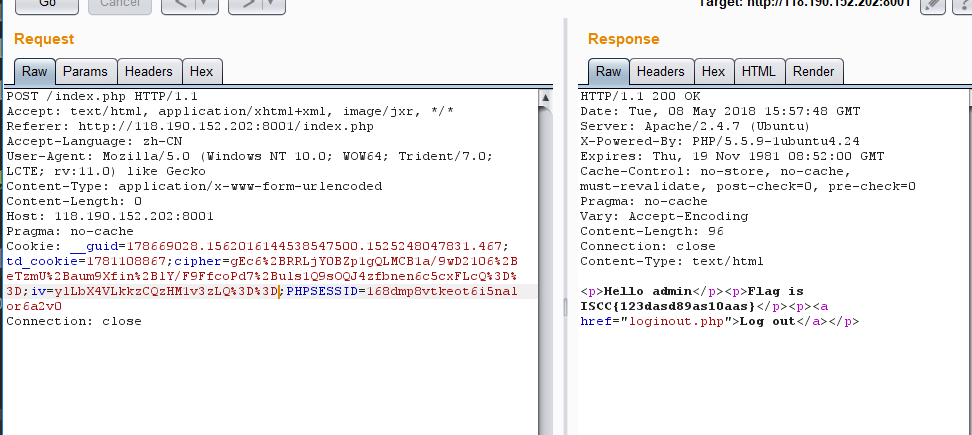 Go
Cancel
<
>
Target: http://118.190.152.202:8001
Request
Raw
Params
Headers
Hex
POST /index.php HTTP/1.1
Accept: text/html, application/xhtml+xml, image/jxr, */*
Referer: http://118.190.152.202:8001/index.php
Accept-Language: zh-CN
User-Agent: Mozilla/5.0 (Windows NT 10.0; WOW64; Trident/7.0;
LCTE; rv:11.0) like Gecko
Content-Type: application/x-www-form-urlencoded
Content-Length: 0
Host: 118.190.152.202:8001
Pragma: no-cache
Cookie: __guid=178669028.1562016144538547500.1525248047831.467;
td_cookie=1781108867;cipher=gEc6%2BRRLjYOBZp1gQLMCB1a/9wD2106%2B
eTzmU%2Baum9Xfin%2BlY/F9FfcoPd7%2Buls1Q9sOQJ4zfbnen6c5cxFLcQ%3D%
3D;iv=ylLbX4VLkkzCQzHM1v3zLQ%3D%3D;PHPSESSID=168dmp8vtkeot6i5nal
or6a2v0
Connection: close
Response
Raw
Headers
Hex
HTML
Render
HTTP/1.1 200 OK
Date: Tue, 08 May 2018 15:57:48 GMT
Server: Apache/2.4.7 (Ubuntu)
X-Powered-By: PHP/5.5.9-1ubuntu4.24
Expires: Thu, 19 Nov 1981 08:52:00 GMT
Cache-Control: no-store, no-cache,
must-revalidate, post-check=0, pre-check=0
Pragma: no-cache
Vary: Accept-Encoding
Content-Length: 96
Connection: close
Content-Type: text/html
<p>Hello admin</p><p>Flag is
ISCC{123dasd89as10aas}</p><p><a
href="loginout.php">Log out</a></p>